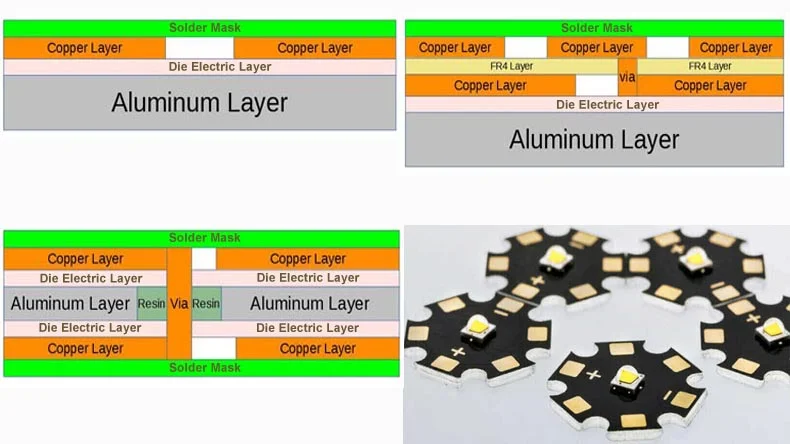 Solder Mask
Copper Layer Copper Layer
Die Electric Layer
Aluminum Layer
Solder Mask
Copper Layer Copper Layer Copper Layer
FR4 Layer via FR4 Layer
Copper Layer Copper Layer
Die Electric Layer
Aluminum Layer
Solder Mask
Copper Layer Copper Layer
Die Electric Layer Die Electric Layer
Aluminum Layer Resin Via Resin Aluminum Layer
Die Electric Layer Die Electric Layer
Copper Layer Copper Layer
Solder Mask